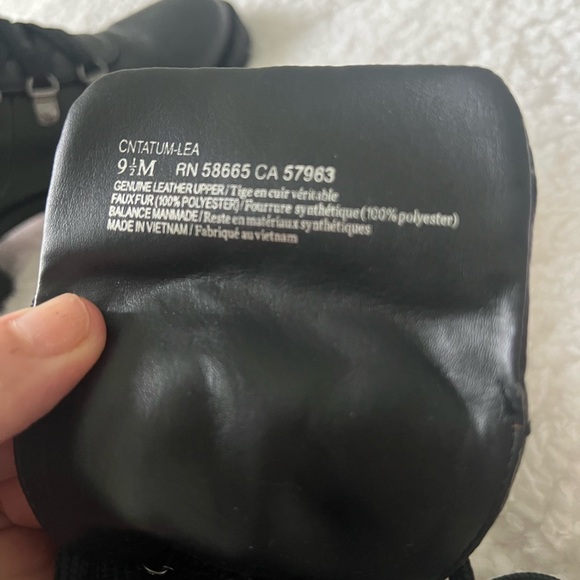 CNTATUM-LEA
9½M RN 58665 CA 57963
GENUINE LEATHER UPPER/Tige en cuir véritable
FAUX FUR (100% POLYESTER)/Fourrure synthétique (100% polyester)
BALANCE MANMADE/Reste en matériaux synthétiques
MADE IN VIETNAM/Fabriqué au vietnam